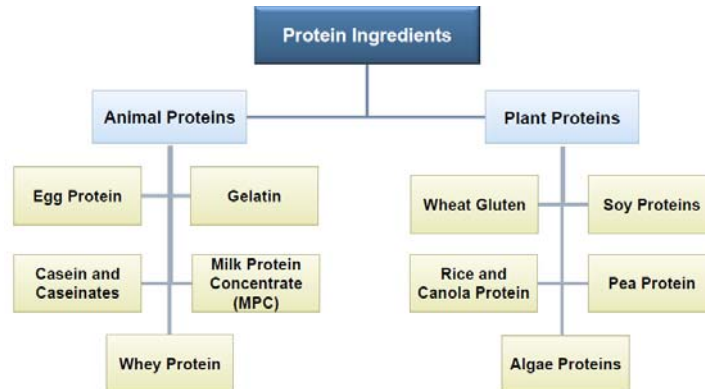 Protein Ingredients
Animal Proteins
Plant Proteins
Egg Protein
Gelatin
Casein and
Caseinates
Milk Protein
Concentrate
(MPC)
Whey Protein
Wheat Gluten
Soy Proteins
Rice and
Canola Protein
Pea Protein
Algae Proteins